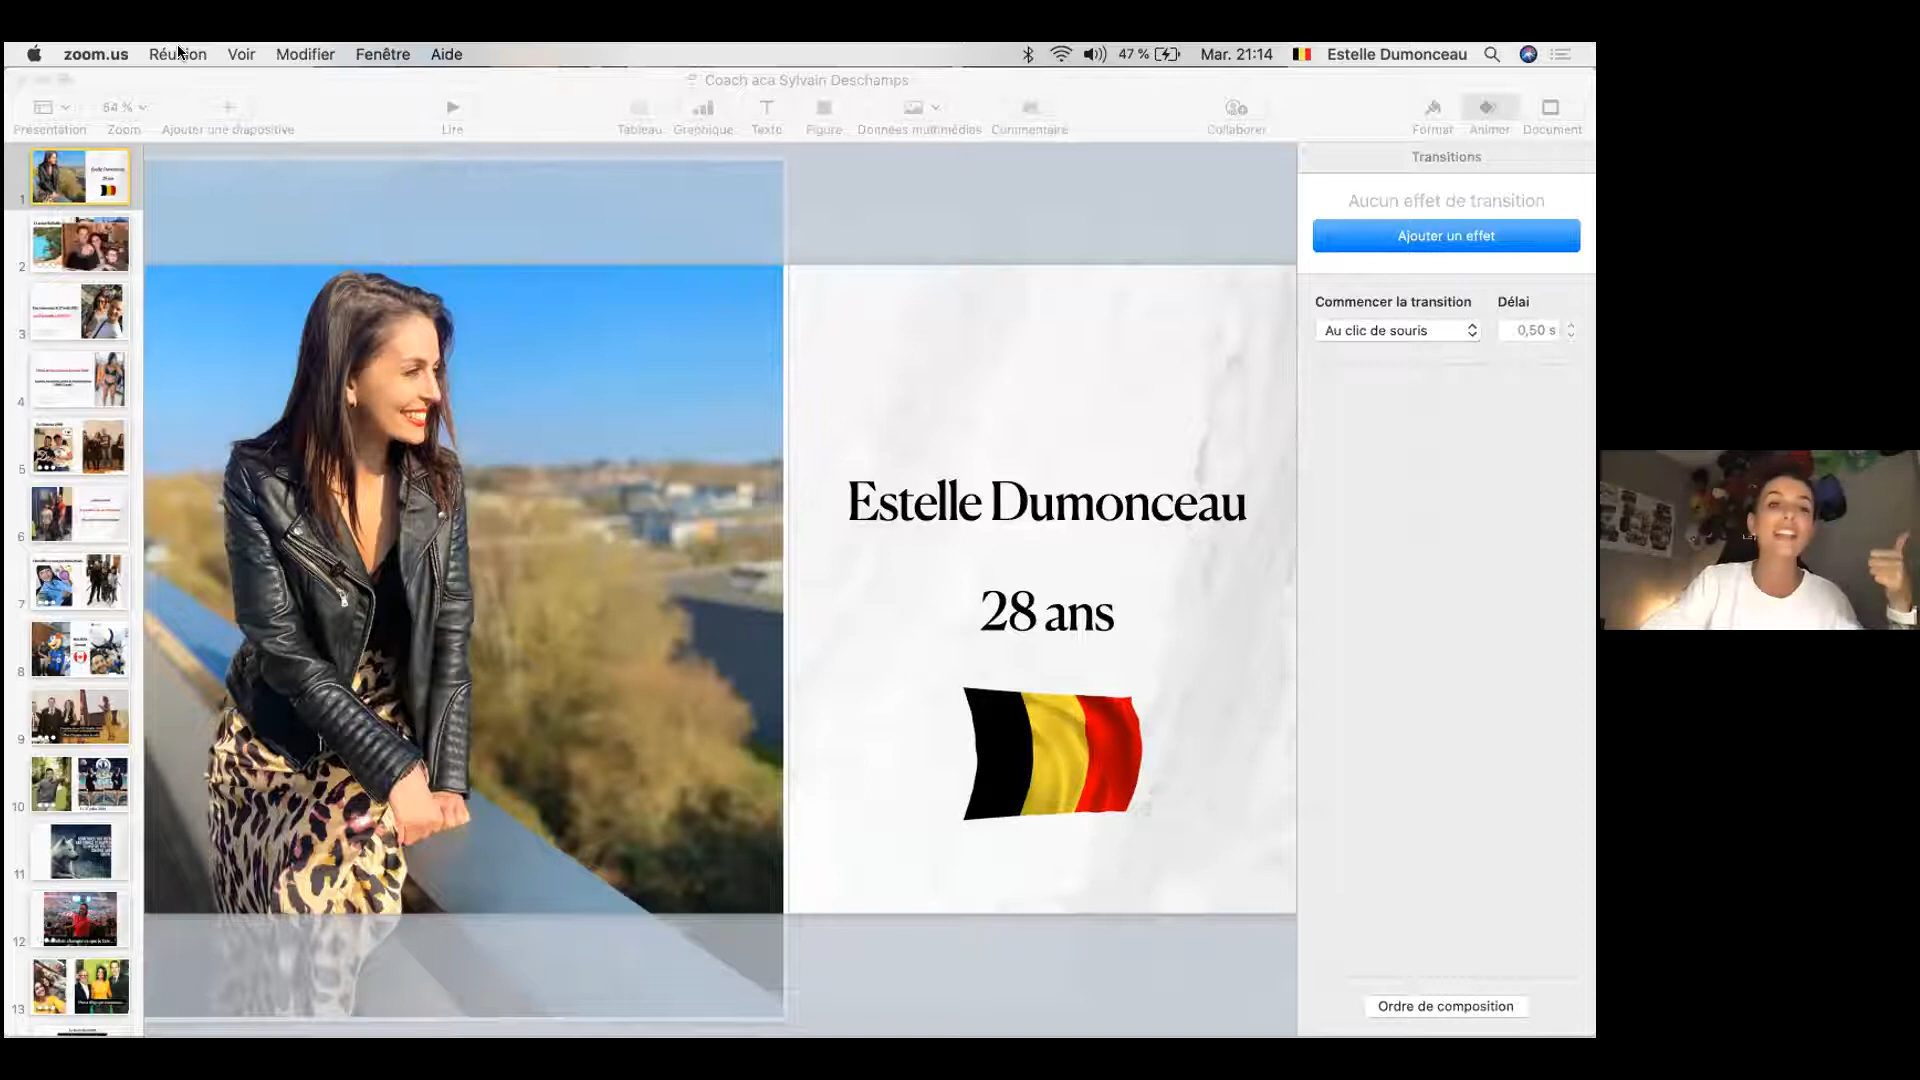 zoom.us Réunion Voir Modifier Fenêtre Aide 47 % Mar. 21:14 Estelle Dumonceau
Coach aca Sylvain Deschamps
64 %
Présentation Zoom Ajouter une diapositive Lire Tableau Graphique Texte Figure Données multimédias Commentaire Collaborer Format Animer Document
Transitions
Aucun effet de transition
Ajouter un effet
Commencer la transition Délai
Au clic de souris 0,50 s
Ordre de composition
Estelle Dumonceau
28 ans
1
2
3
4
5
6
7
8
9
10
11
12
13